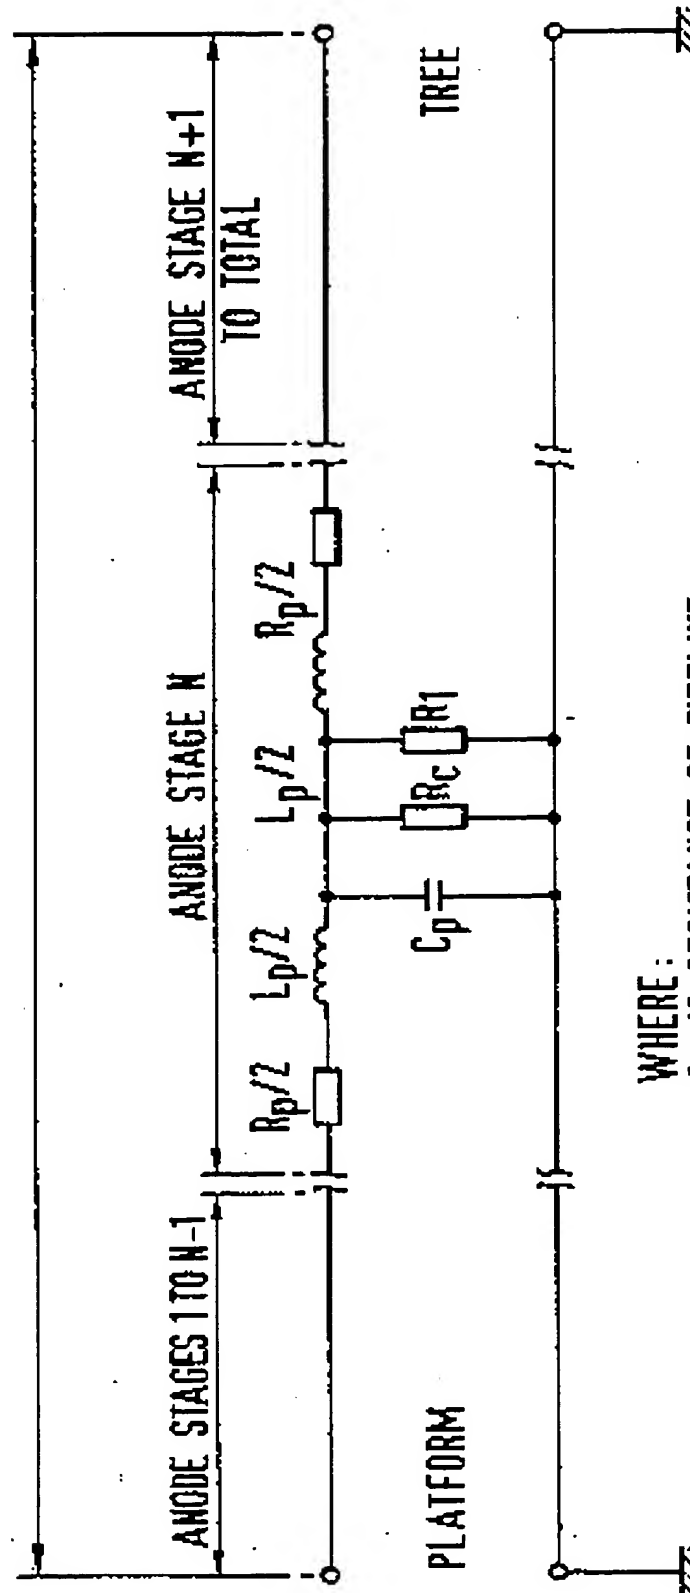 ANODE STAGES 1 TO N-1
ANODE STAGE N
ANODE STAGE N+1
TO TOTAL
Rp/2
Lp/2
Lp/2
Rp/2
Cp
Rc
R1
PLATFORM
TREE
WHERE: